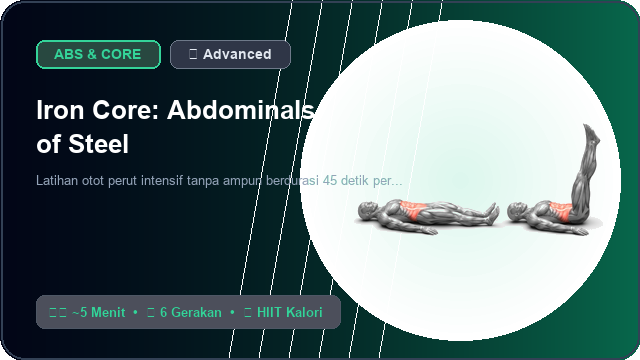 ABS & CORE
Advanced
Iron Core: Abdominals
of Steel
Latihan otot perut intensif tanpa ampun berdurasi 45 detik per...
~5 Menit • 6 Gerakan • HIIT Kalori